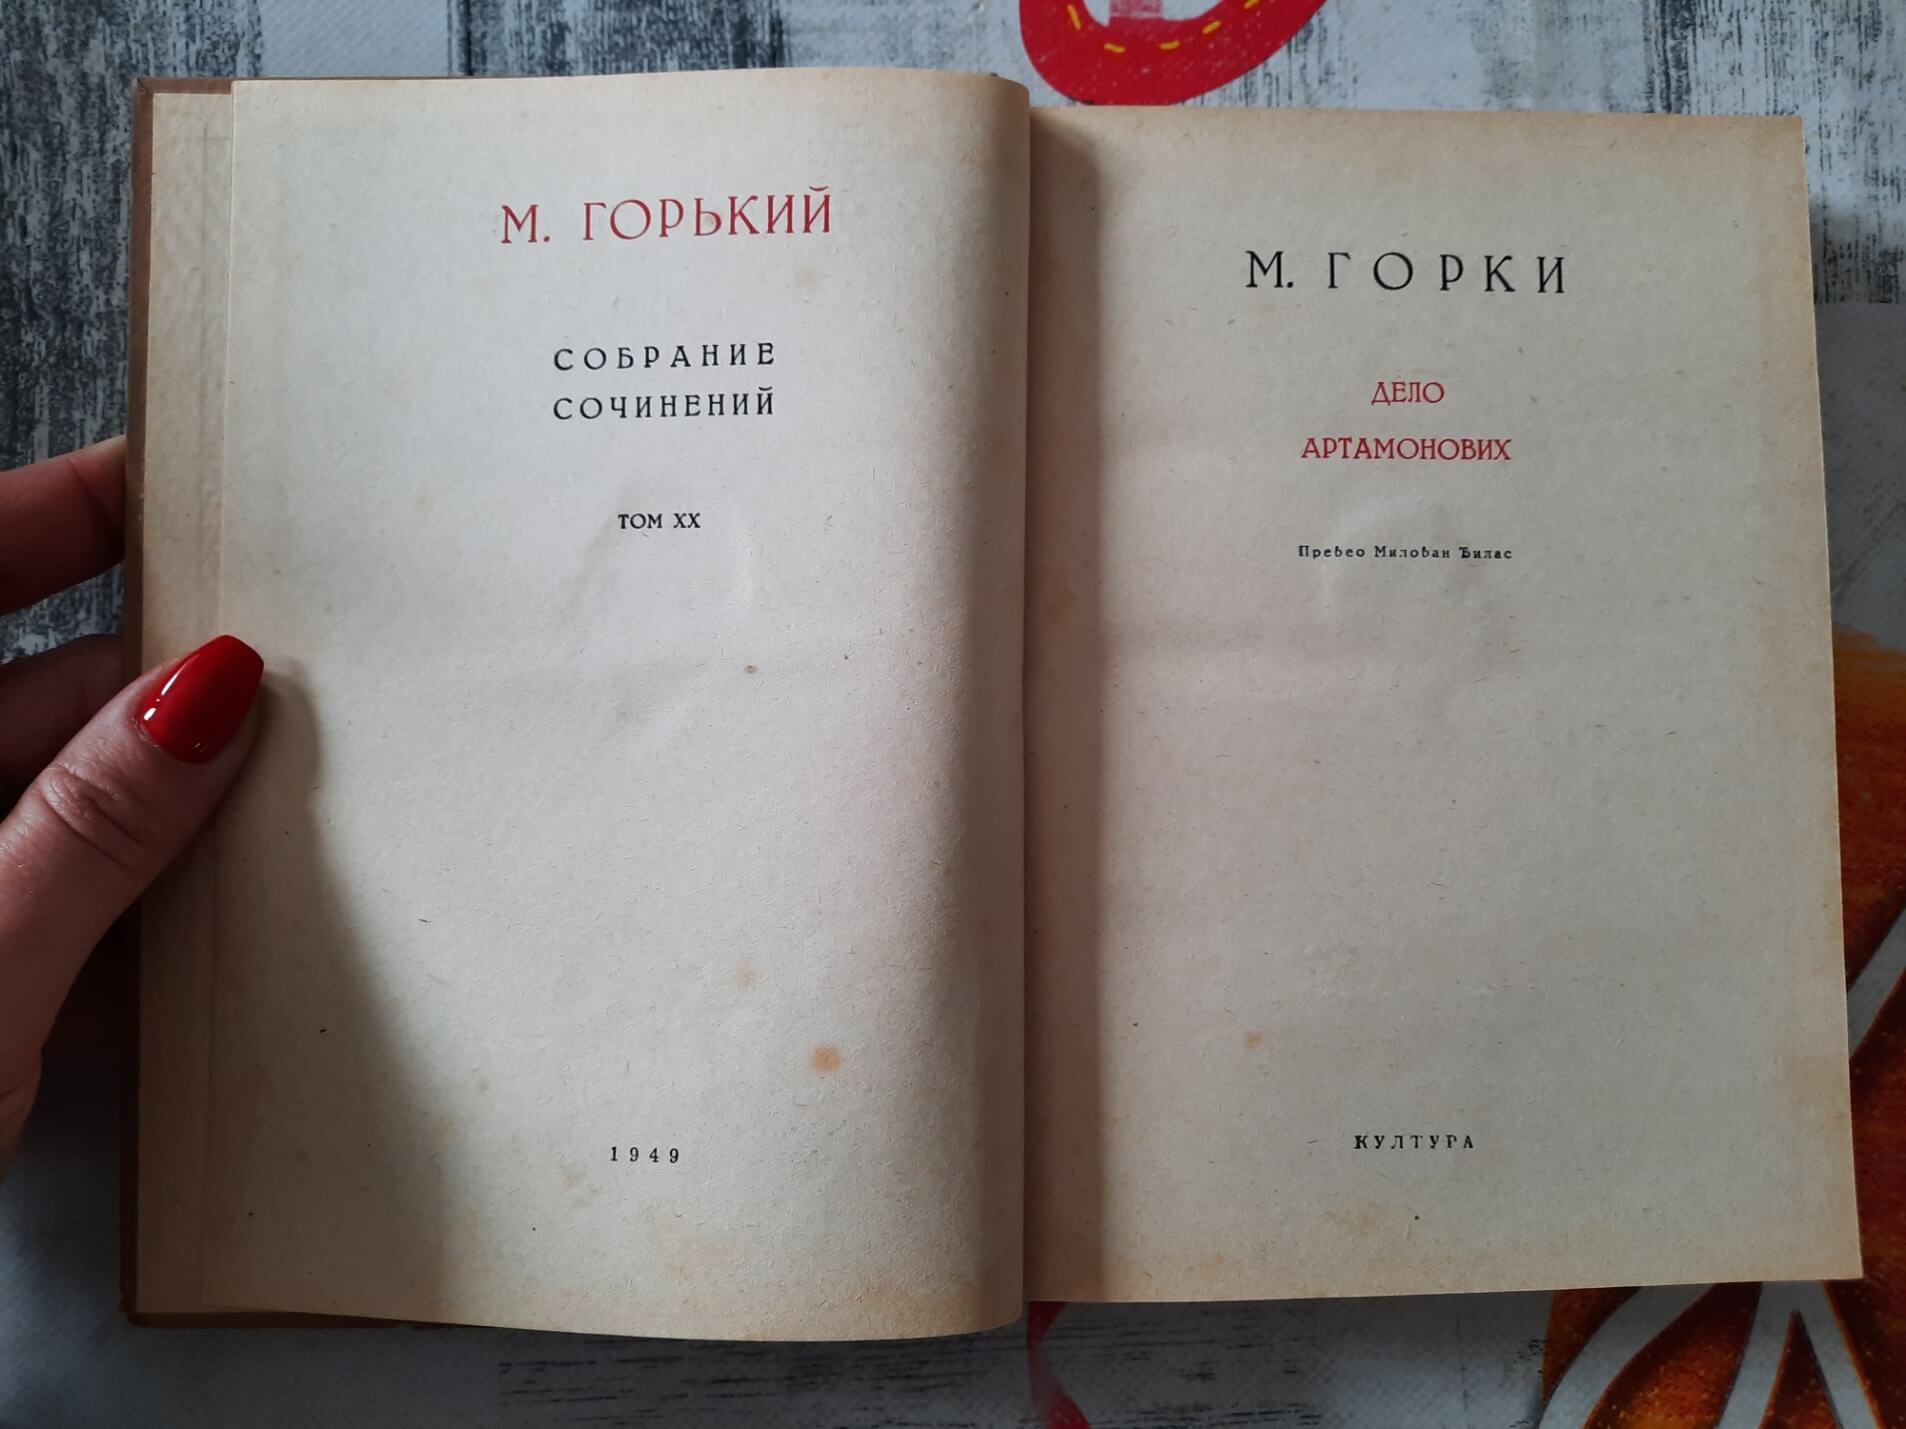 М. ГОРЬКИЙ
СОБРАНИЕ
СОЧИНЕНИЙ
ТОМ XX
1949
М. ГОРКИ
ДЕЛО
АРТАМОНОВИХ
Превео Милован Ђилас
КУЛТУРА